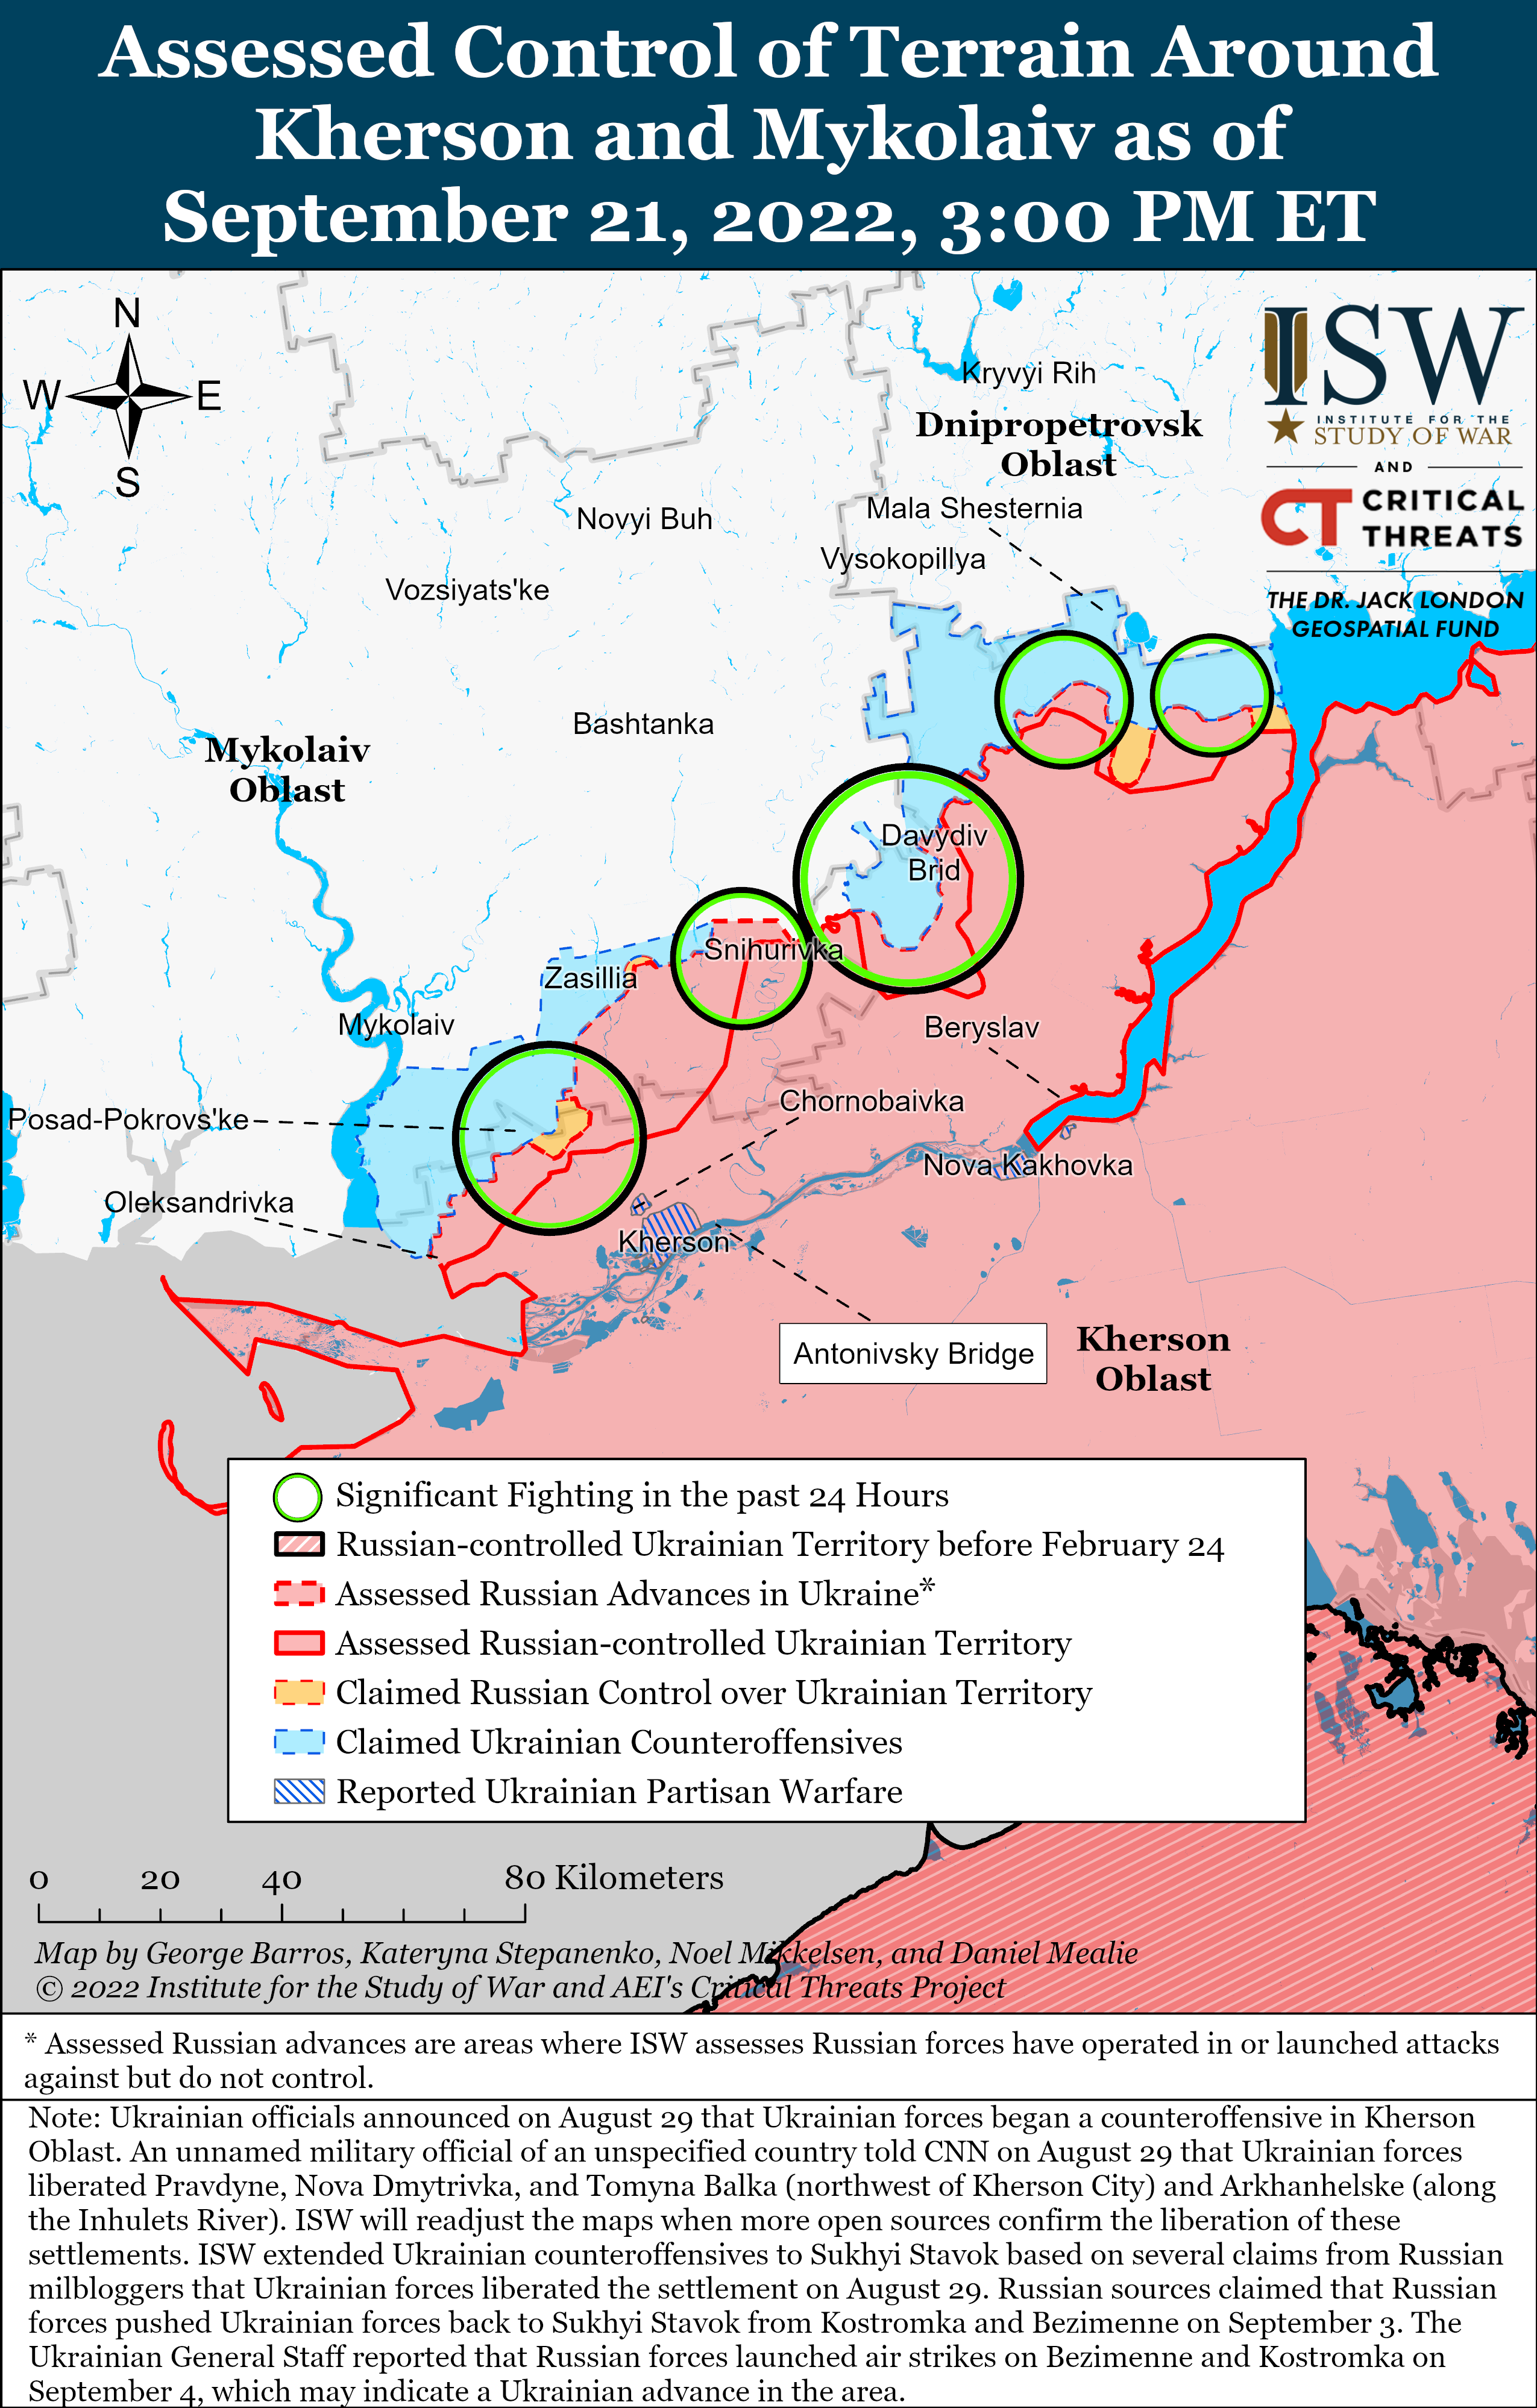 Assessed Control of Terrain Around
Kherson and Mykolaiv as of
September 21, 2022, 3:00 PM ET
N
W E
S
ISW
INSTITUTE FOR THE
STUDY OF WAR
AND
CT CRITICAL
THREATS
THE DR. JACK LONDON
GEOSPATIAL FUND
Kryvyi Rih
Dnipropetrovsk
Oblast
Mala Shesternia
Novyi Buh
Vysokopillya
Vozsiyats'ke
Bashtanka
Mykolaiv
Oblast
Davydiv
Brid
Snihurivka
Zasillia
Mykolaiv
Beryslav
Chornobaivka
Posad-Pokrovs'ke
Nova Kakhovka
Oleksandrivka
Kherson
Antonivsky Bridge
Kherson
Oblast
Significant Fighting in the past 24 Hours
Russian-controlled Ukrainian Territory before February 24
Assessed Russian Advances in Ukraine*
Assessed Russian-controlled Ukrainian Territory
Claimed Russian Control over Ukrainian Territory
Claimed Ukrainian Counteroffensives
Reported Ukrainian Partisan Warfare
0 20 40 80 Kilometers
Map by George Barros, Kateryna Stepanenko, Noel Mikkelsen, and Daniel Mealie
© 2022 Institute for the Study of War and AEI's Critical Threats Project
* Assessed Russian advances are areas where ISW assesses Russian forces have operated in or launched attacks
against but do not control.
Note: Ukrainian officials announced on August 29 that Ukrainian forces began a counteroffensive in Kherson
Oblast. An unnamed military official of an unspecified country told CNN on August 29 that Ukrainian forces
liberated Pravdyne, Nova Dmytrivka, and Tomyna Balka (northwest of Kherson City) and Arkhanhelske (along
the Inhulets River). ISW will readjust the maps when more open sources confirm the liberation of these
settlements. ISW extended Ukrainian counteroffensives to Sukhyi Stavok based on several claims from Russian
milbloggers that Ukrainian forces liberated the settlement on August 29. Russian sources claimed that Russian
forces pushed Ukrainian forces back to Sukhyi Stavok from Kostromka and Bezimenne on September 3. The
Ukrainian General Staff reported that Russian forces launched air strikes on Bezimenne and Kostromka on
September 4, which may indicate a Ukrainian advance in the area.